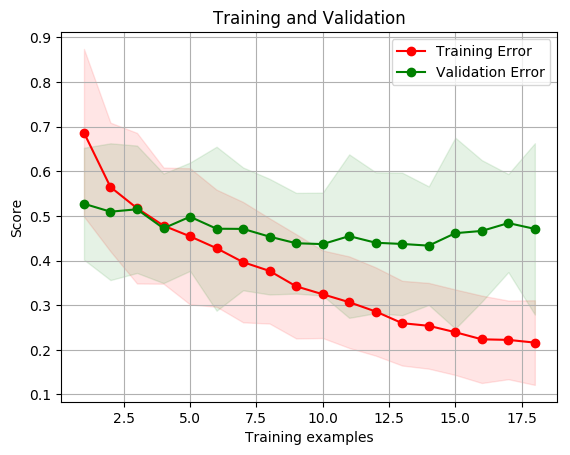 Training and Validation
Training Error
Validation Error
0.9
0.8
0.7
0.6
0.5
0.4
0.3
0.2
0.1
Score
2.5 5.0 7.5 10.0 12.5 15.0 17.5
Training examples